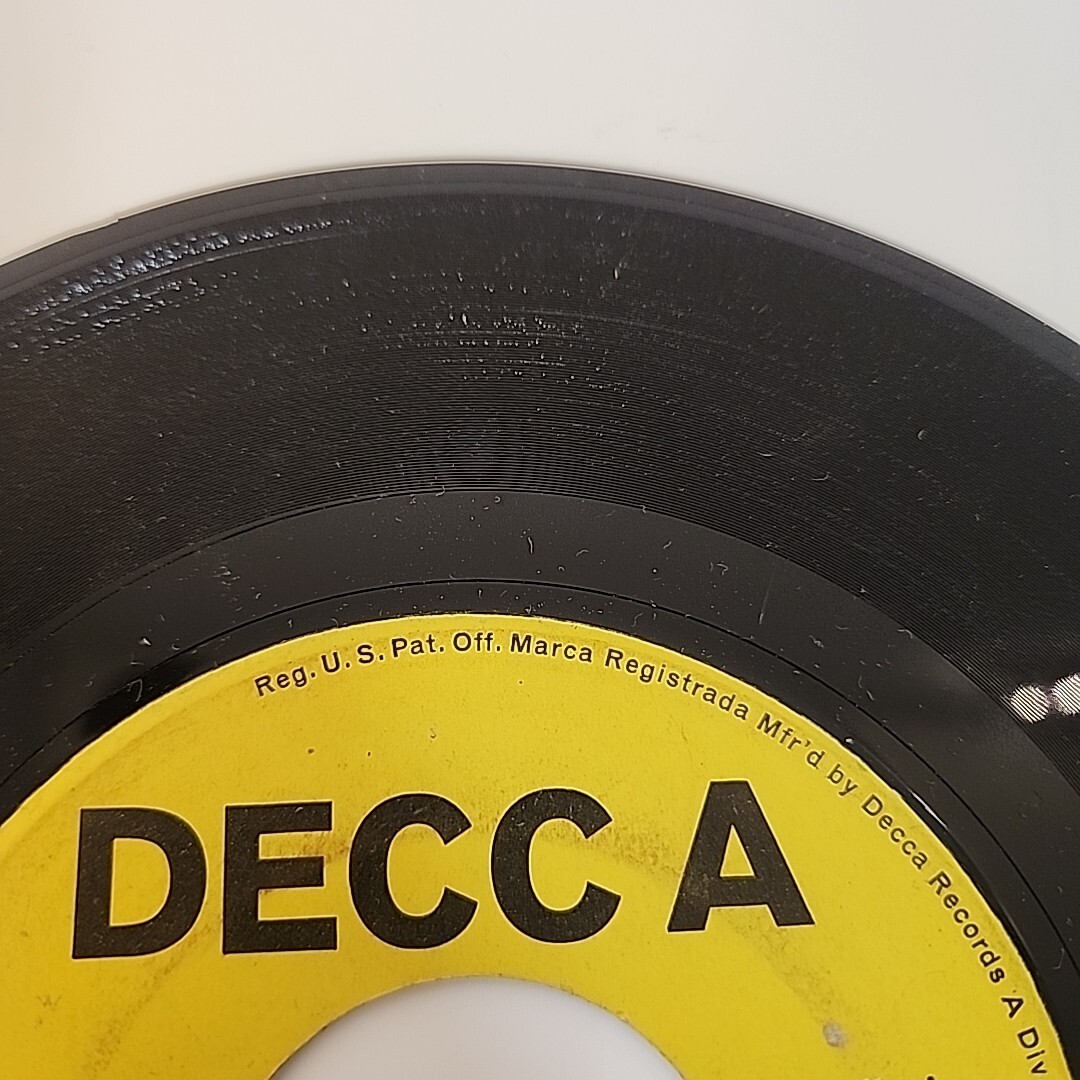 Reg. U. S. Pat. Off. Marca Registrada Mfr'd by Decca Records A Div
DECCA